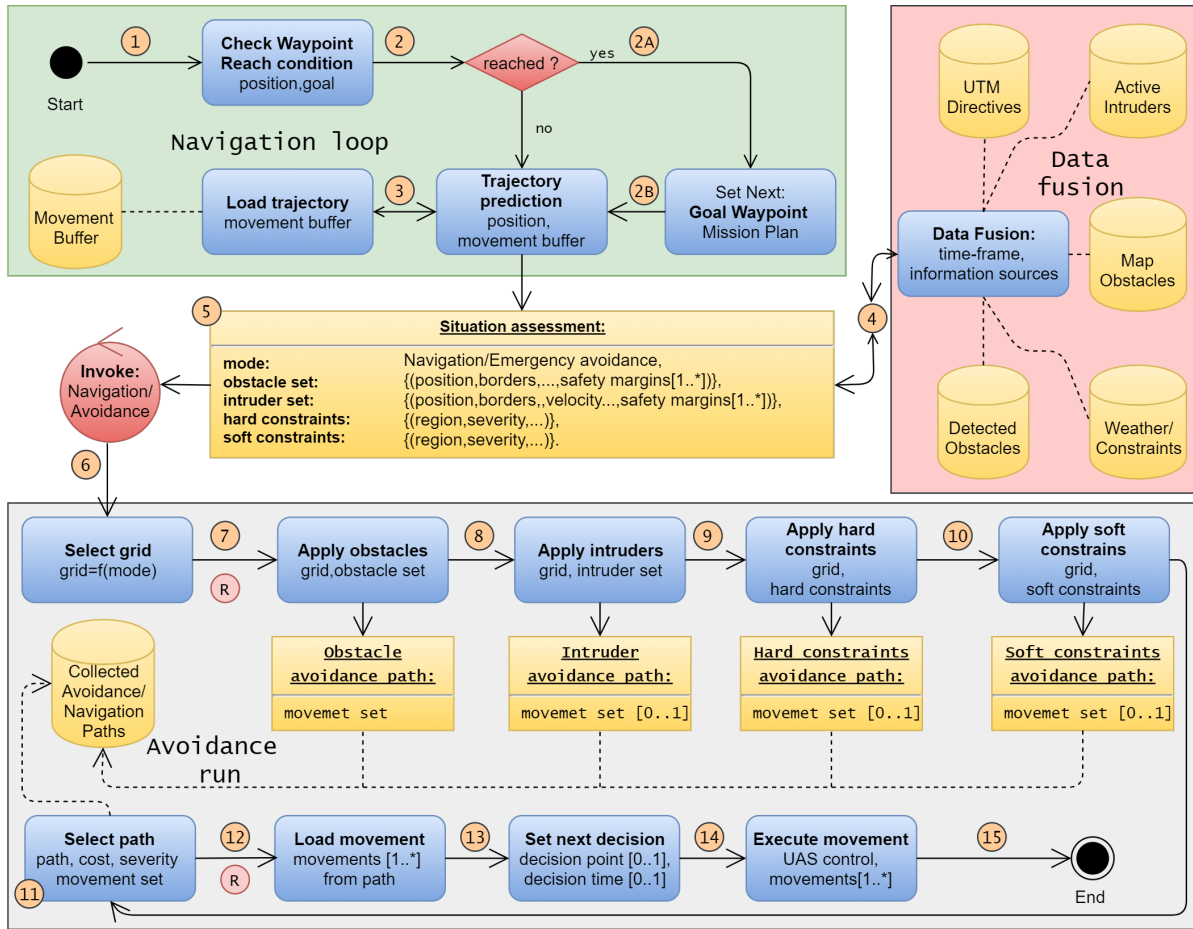 1
Check Waypoint
Reach condition
position,goal
2
reached ?
yes
2A
Start
no
Navigation loop
Movement
Buffer
Load trajectory
movement buffer
3
Trajectory
prediction
position,
movement buffer
2B
Set Next:
Goal Waypoint
Mission Plan
UTM
Directives
Active
Intruders
Data
fusion
Data Fusion:
time-frame,
information sources
Map
Obstacles
4
Detected
Obstacles
Weather/
Constraints
5
Situation assessment:
mode: Navigation/Emergency avoidance,
obstacle set: {(position,borders,...,safety margins[1..*])},
intruder set: {(position,borders,,velocity...,safety margins[1..*])},
hard constraints: {(region,severity,...)},
soft constraints: {(region,severity,...)}.
Invoke:
Navigation/
Avoidance
6
Select grid
grid=f(mode)
7
R
Apply obstacles
grid,obstacle set
8
Apply intruders
grid, intruder set
9
Apply hard
constraints
grid,
hard constraints
10
Apply soft
constrains
grid,
soft constraints
Collected
Avoidance/
Navigation
Paths
Obstacle
avoidance path:
movemet set
Intruder
avoidance path:
movemet set [0..1]
Hard constraints
avoidance path:
movemet set [0..1]
Soft constraints
avoidance path:
movemet set [0..1]
Avoidance
run
Select path
path, cost, severity
movement set
11
12
R
Load movement
movements [1..*]
from path
13
Set next decision
decision point [0..1],
decision time [0..1]
14
Execute movement
UAS control,
movements[1..*]
15
End